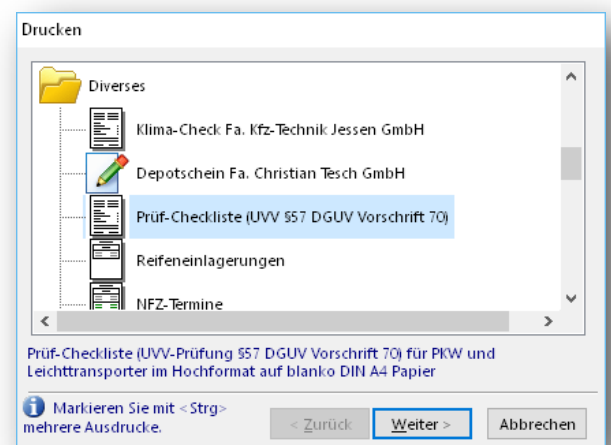 Drucken
Diverses
Klima-Check Fa. Kfz-Technik Jessen GmbH
Depotschein Fa. Christian Tesch GmbH
Prüf-Checkliste (UVV §57 DGUV Vorschrift 70)
Reifeneinlagerungen
NFZ-Termine
Prüf-Checkliste (UVV-Prüfung §57 DGUV Vorschrift 70) für PKW und
Leichttransporter im Hochformat auf blanko DIN A4 Papier
Markieren Sie mit <Strg>
mehrere Ausdrucke.
< Zurück
Weiter >
Abbrechen